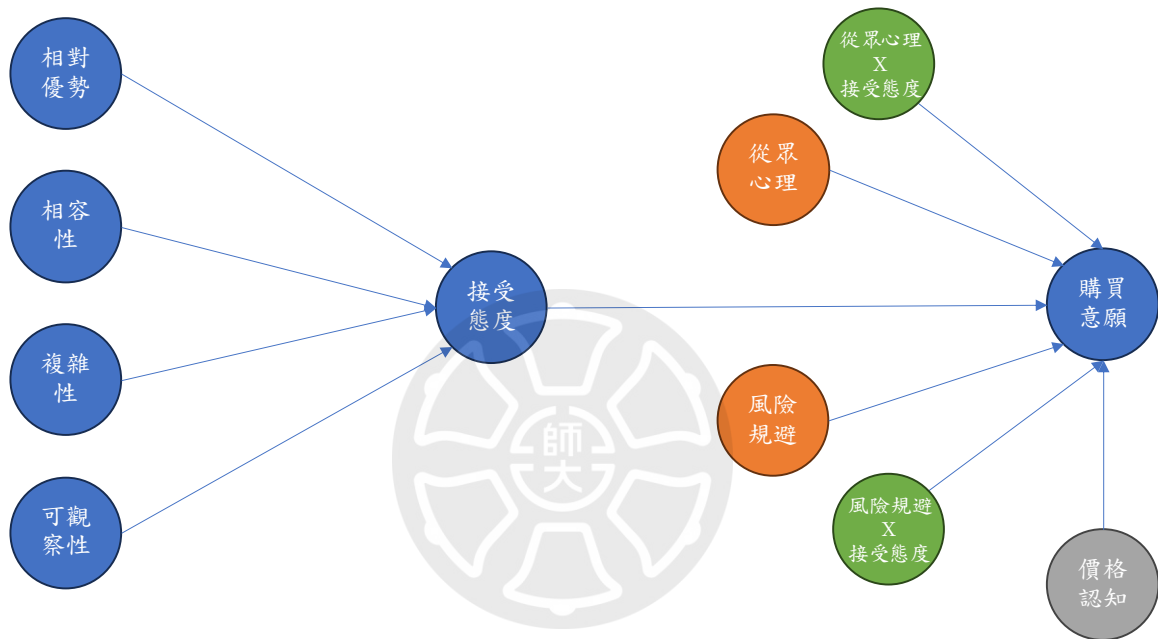 相對
優勢
相容
性
複雜
性
可觀
察性
接受
態度
從眾心理
X
接受態度
從眾
心理
風險
規避
風險規避
X
接受態度
購買
意願
價格
認知
師
大